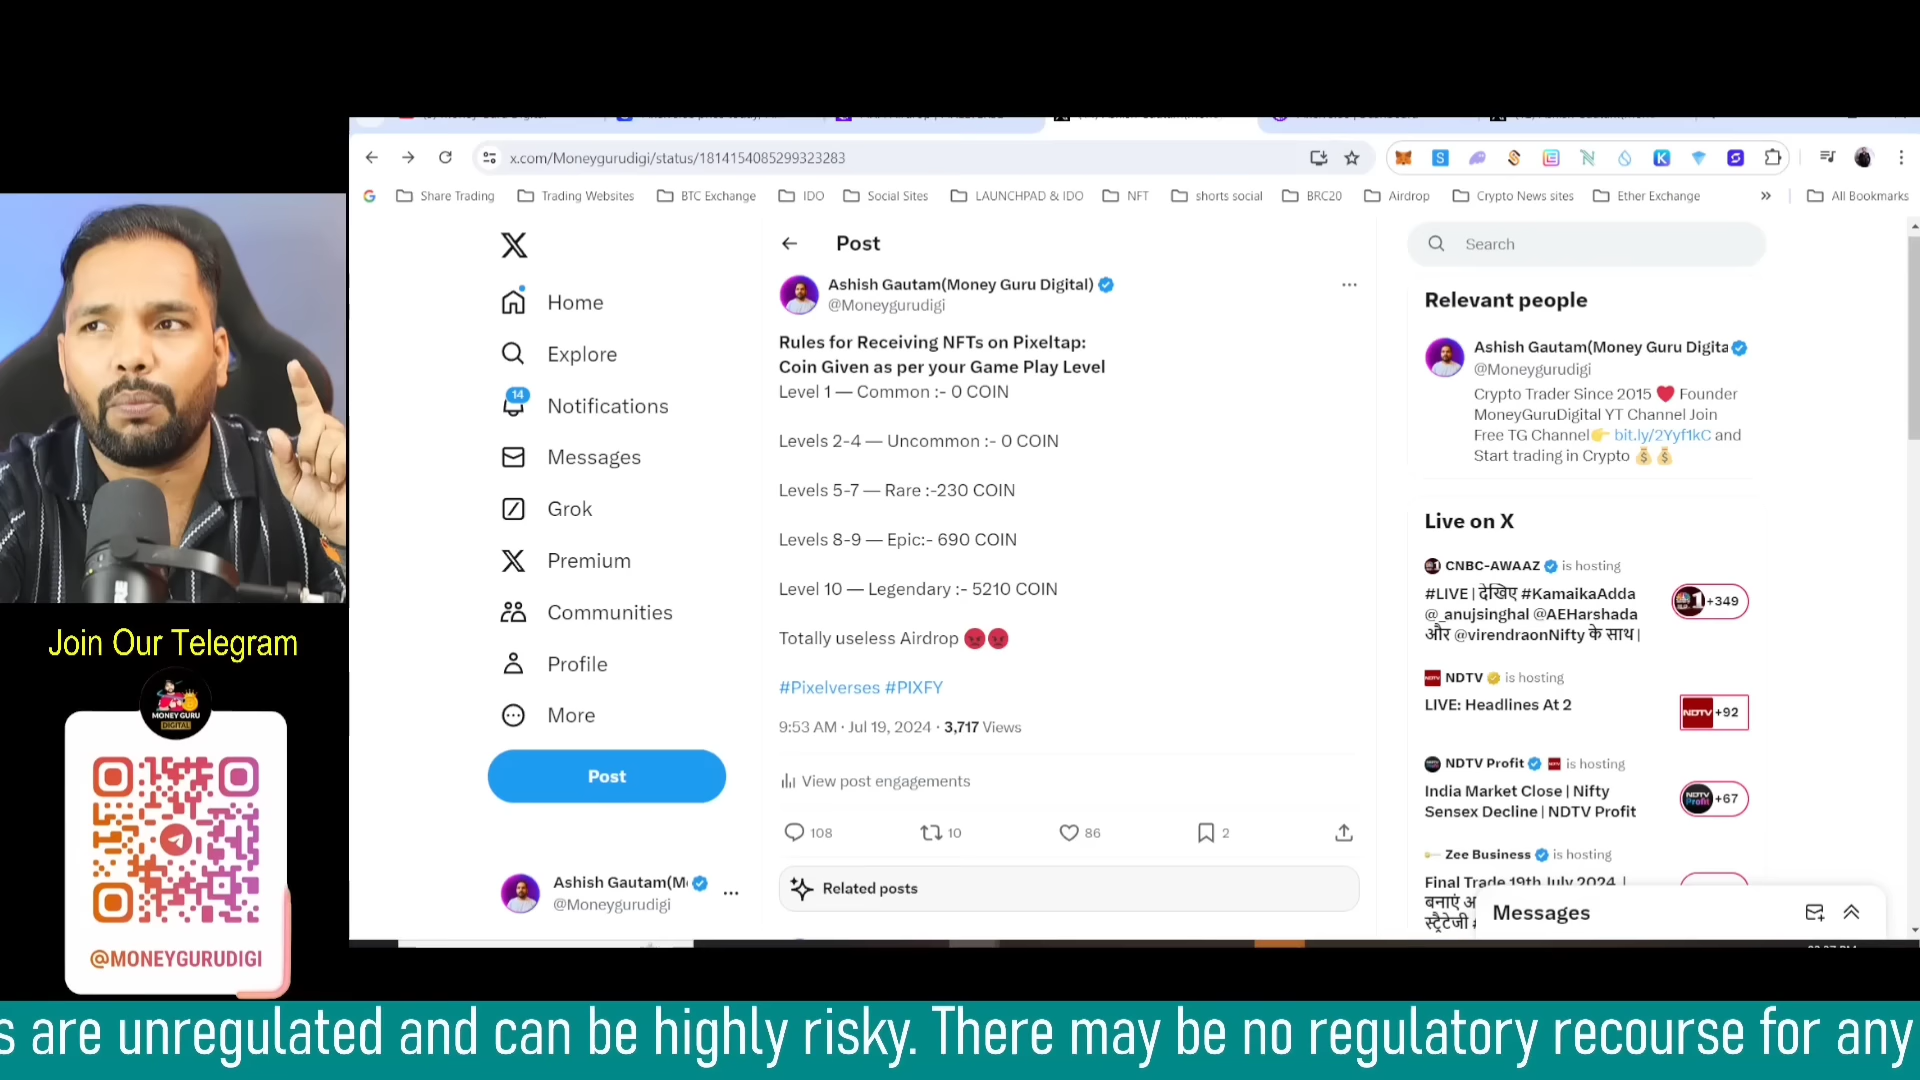 x.com/Moneygurudigi/status/1814154085299323283
Share Trading
Trading Websites
BTC Exchange
IDO
Social Sites
LAUNCHPAD & IDO
NFT
shorts social
BRC20
Airdrop
Crypto News sites
Ether Exchange
All Bookmarks
Home
Explore
14
Notifications
Messages
Grok
Premium
Communities
Profile
More
Post
Ashish Gautam(M
@Moneygurudigi
Post
Ashish Gautam(Money Guru Digital)
@Moneygurudigi
Rules for Receiving NFTs on Pixeltap:
Coin Given as per your Game Play Level
Level 1 — Common :- 0 COIN
Levels 2-4 — Uncommon :- 0 COIN
Levels 5-7 — Rare :-230 COIN
Levels 8-9 — Epic:- 690 COIN
Level 10 — Legendary :- 5210 COIN
Totally useless Airdrop 😡😡
#Pixelverses #PIXFY
9:53 AM · Jul 19, 2024 · 3,717 Views
View post engagements
108
10
86
2
Related posts
Search
Relevant people
Ashish Gautam(Money Guru Digita
@Moneygurudigi
Crypto Trader Since 2015 ❤️ Founder
MoneyGuruDigital YT Channel Join
Free TG Channel👉 bit.ly/2Yyf1kC and
Start trading in Crypto 💰 💰
Live on X
CNBC-AWAAZ is hosting
#LIVE | देखिए #KamaikaAdda
@_anujsinghal @AEHarshada
और @virendraonNifty के साथ |
+349
NDTV is hosting
LIVE: Headlines At 2
NDTV +92
NDTV Profit is hosting
India Market Close | Nifty
Sensex Decline | NDTV Profit
+67
Zee Business is hosting
Final Trade 19th July 2024 |
Messages
Join Our Telegram
MONEY GURU
DIGITAL
@MONEYGURUDIGI
s are unregulated and can be highly risky. There may be no regulatory recourse for any